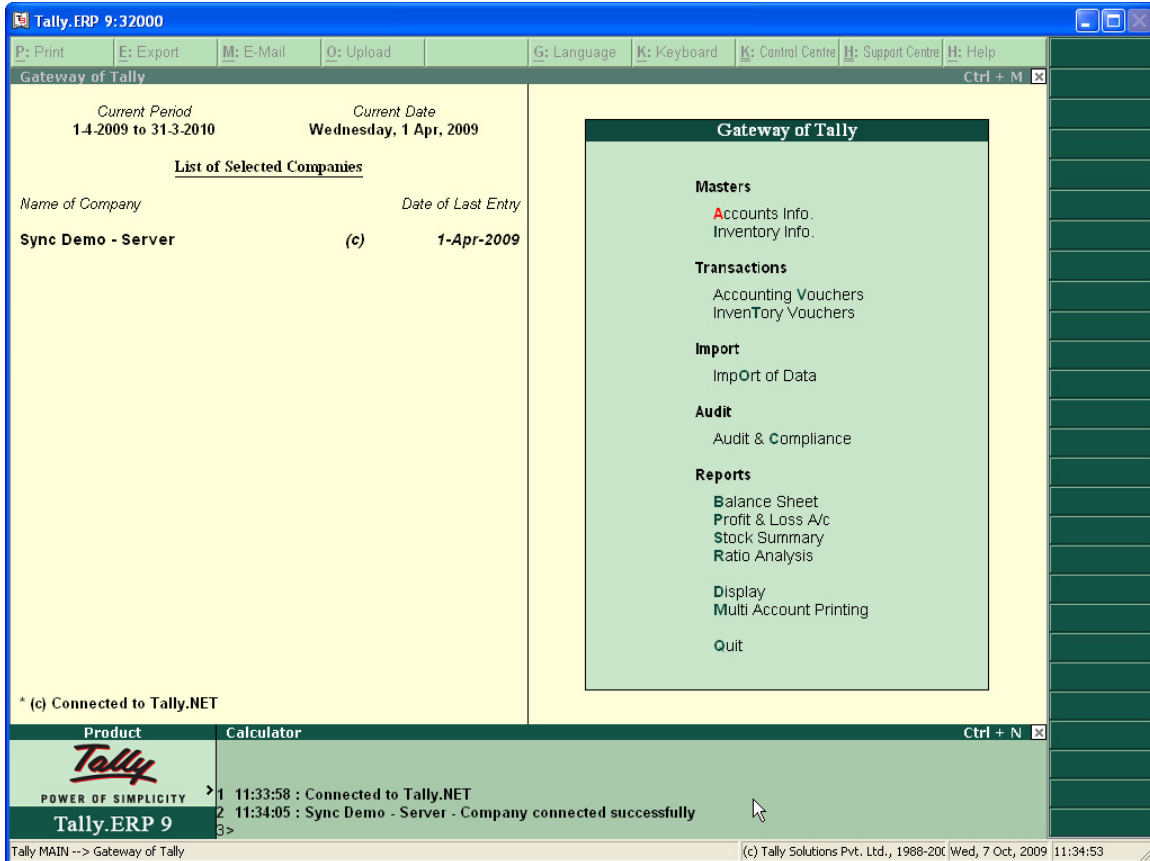 Tally.ERP 9:32000
P: Print E: Export M: E-Mail O: Upload G: Language K: Keyboard K: Control Centre H: Support Centre H: Help
Gateway of Tally Ctrl + M
Current Period Current Date
1-4-2009 to 31-3-2010 Wednesday, 1 Apr, 2009
List of Selected Companies
Name of Company Date of Last Entry
Sync Demo - Server (c) 1-Apr-2009
* (c) Connected to Tally.NET
Gateway of Tally
Masters
Accounts Info.
Inventory Info.
Transactions
Accounting Vouchers
InvenTory Vouchers
Import
ImpOrt of Data
Audit
Audit & Compliance
Reports
Balance Sheet
Profit & Loss A/c
Stock Summary
Ratio Analysis
Display
Multi Account Printing
Quit
Product
Tally
POWER OF SIMPLICITY
Tally.ERP 9
Calculator Ctrl + N
1 11:33:58 : Connected to Tally.NET
2 11:34:05 : Sync Demo - Server - Company connected successfully
3>
Tally MAIN --> Gateway of Tally (c) Tally Solutions Pvt. Ltd., 1988-200 Wed, 7 Oct, 2009 11:34:53